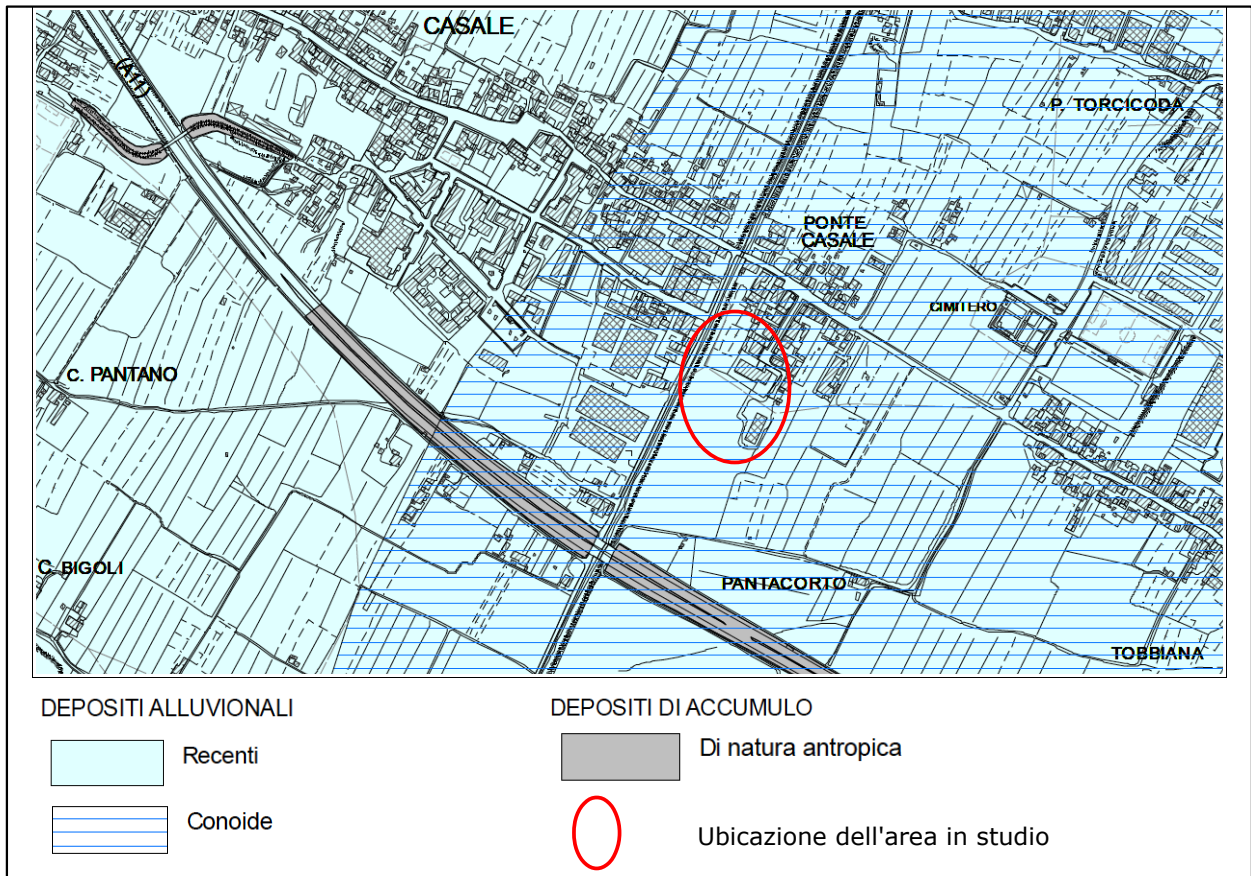 CASALE
(A11)
P. TORCICODA
PONTE
CASALE
CIMITERO
C. PANTANO
C. BIGOLI
PANTACORTO
TOBBIANA
DEPOSITI ALLUVIONALI
Recenti
Conoide
DEPOSITI DI ACCUMULO
Di natura antropica
Ubicazione dell'area in studio